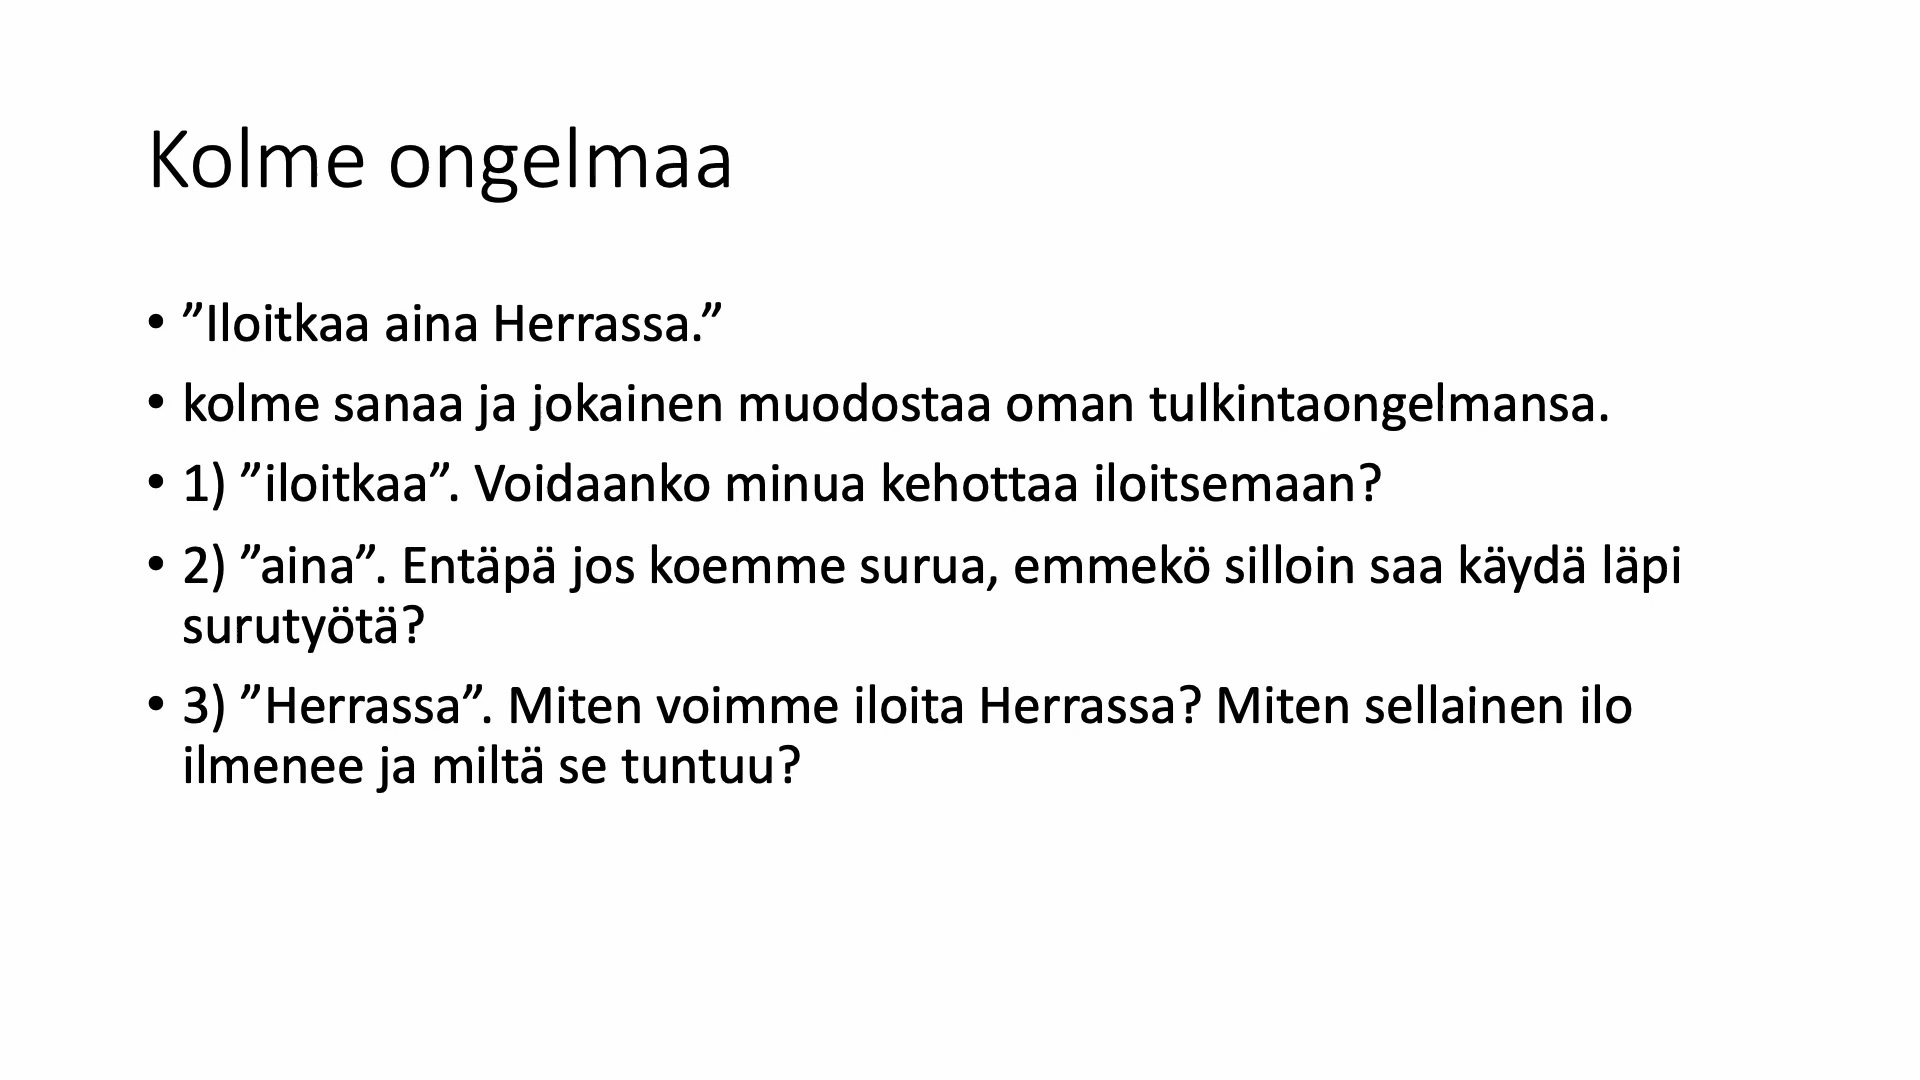 Kolme ongelmaa
• ”Iloitkaa aina Herrassa.”
• kolme sanaa ja jokainen muodostaa oman tulkintaongelmansa.
• 1) ”iloitkaa”. Voidaanko minua kehottaa iloitsemaan?
• 2) ”aina”. Entäpä jos koemme surua, emmekö silloin saa käydä läpi
surutyötä?
• 3) ”Herrassa”. Miten voimme iloita Herrassa? Miten sellainen ilo
ilmenee ja miltä se tuntuu?